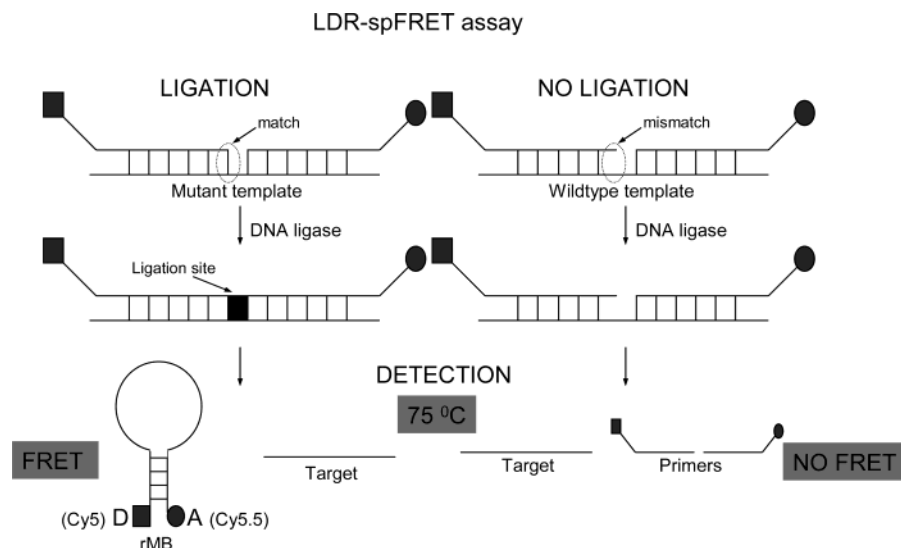 LDR-spFRET assay
LIGATION
NO LIGATION
match
mismatch
Mutant template
Wildtype template
DNA ligase
DNA ligase
Ligation site
DETECTION
75 ⁰C
FRET
Target
Target
Primers
NO FRET
(Cy5) D A (Cy5.5)
rMB